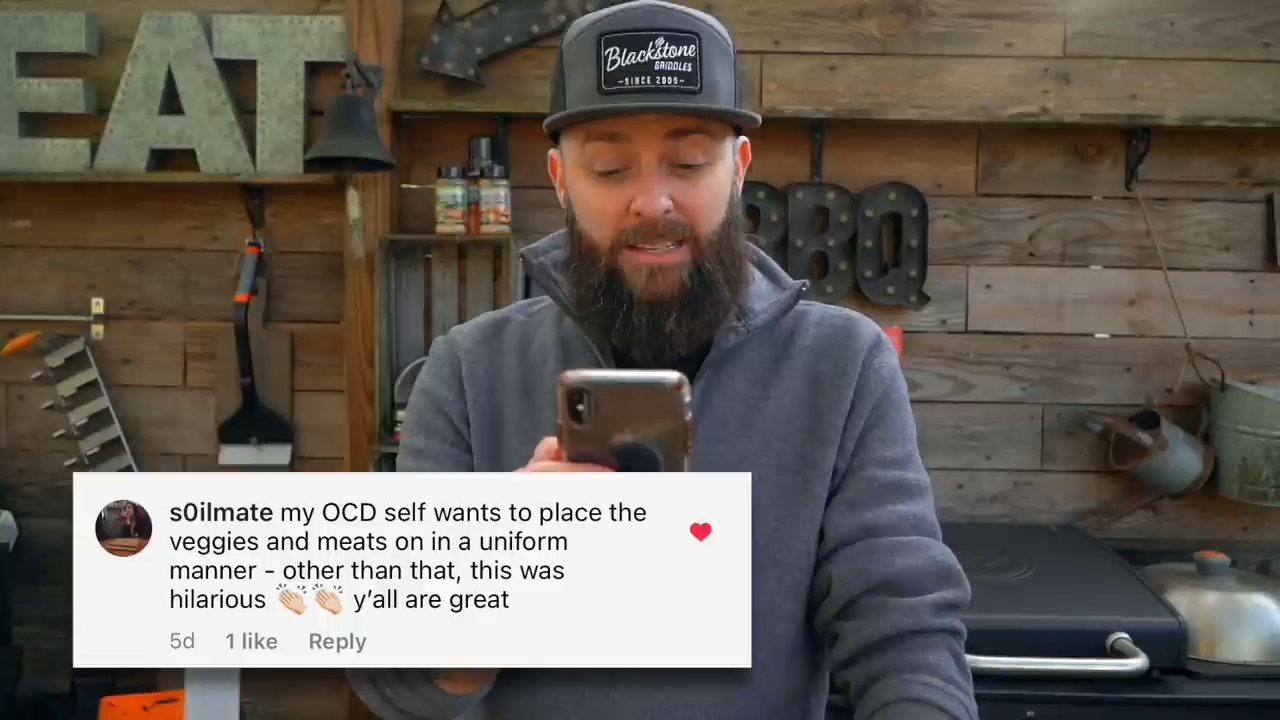 EAT
Blackstone
GRIDDLES
-SINCE 2005-
BBQ
s0ilmate my OCD self wants to place the
veggies and meats on in a uniform
manner - other than that, this was
hilarious 👏🏻👏🏻 y’all are great
5d 1 like Reply